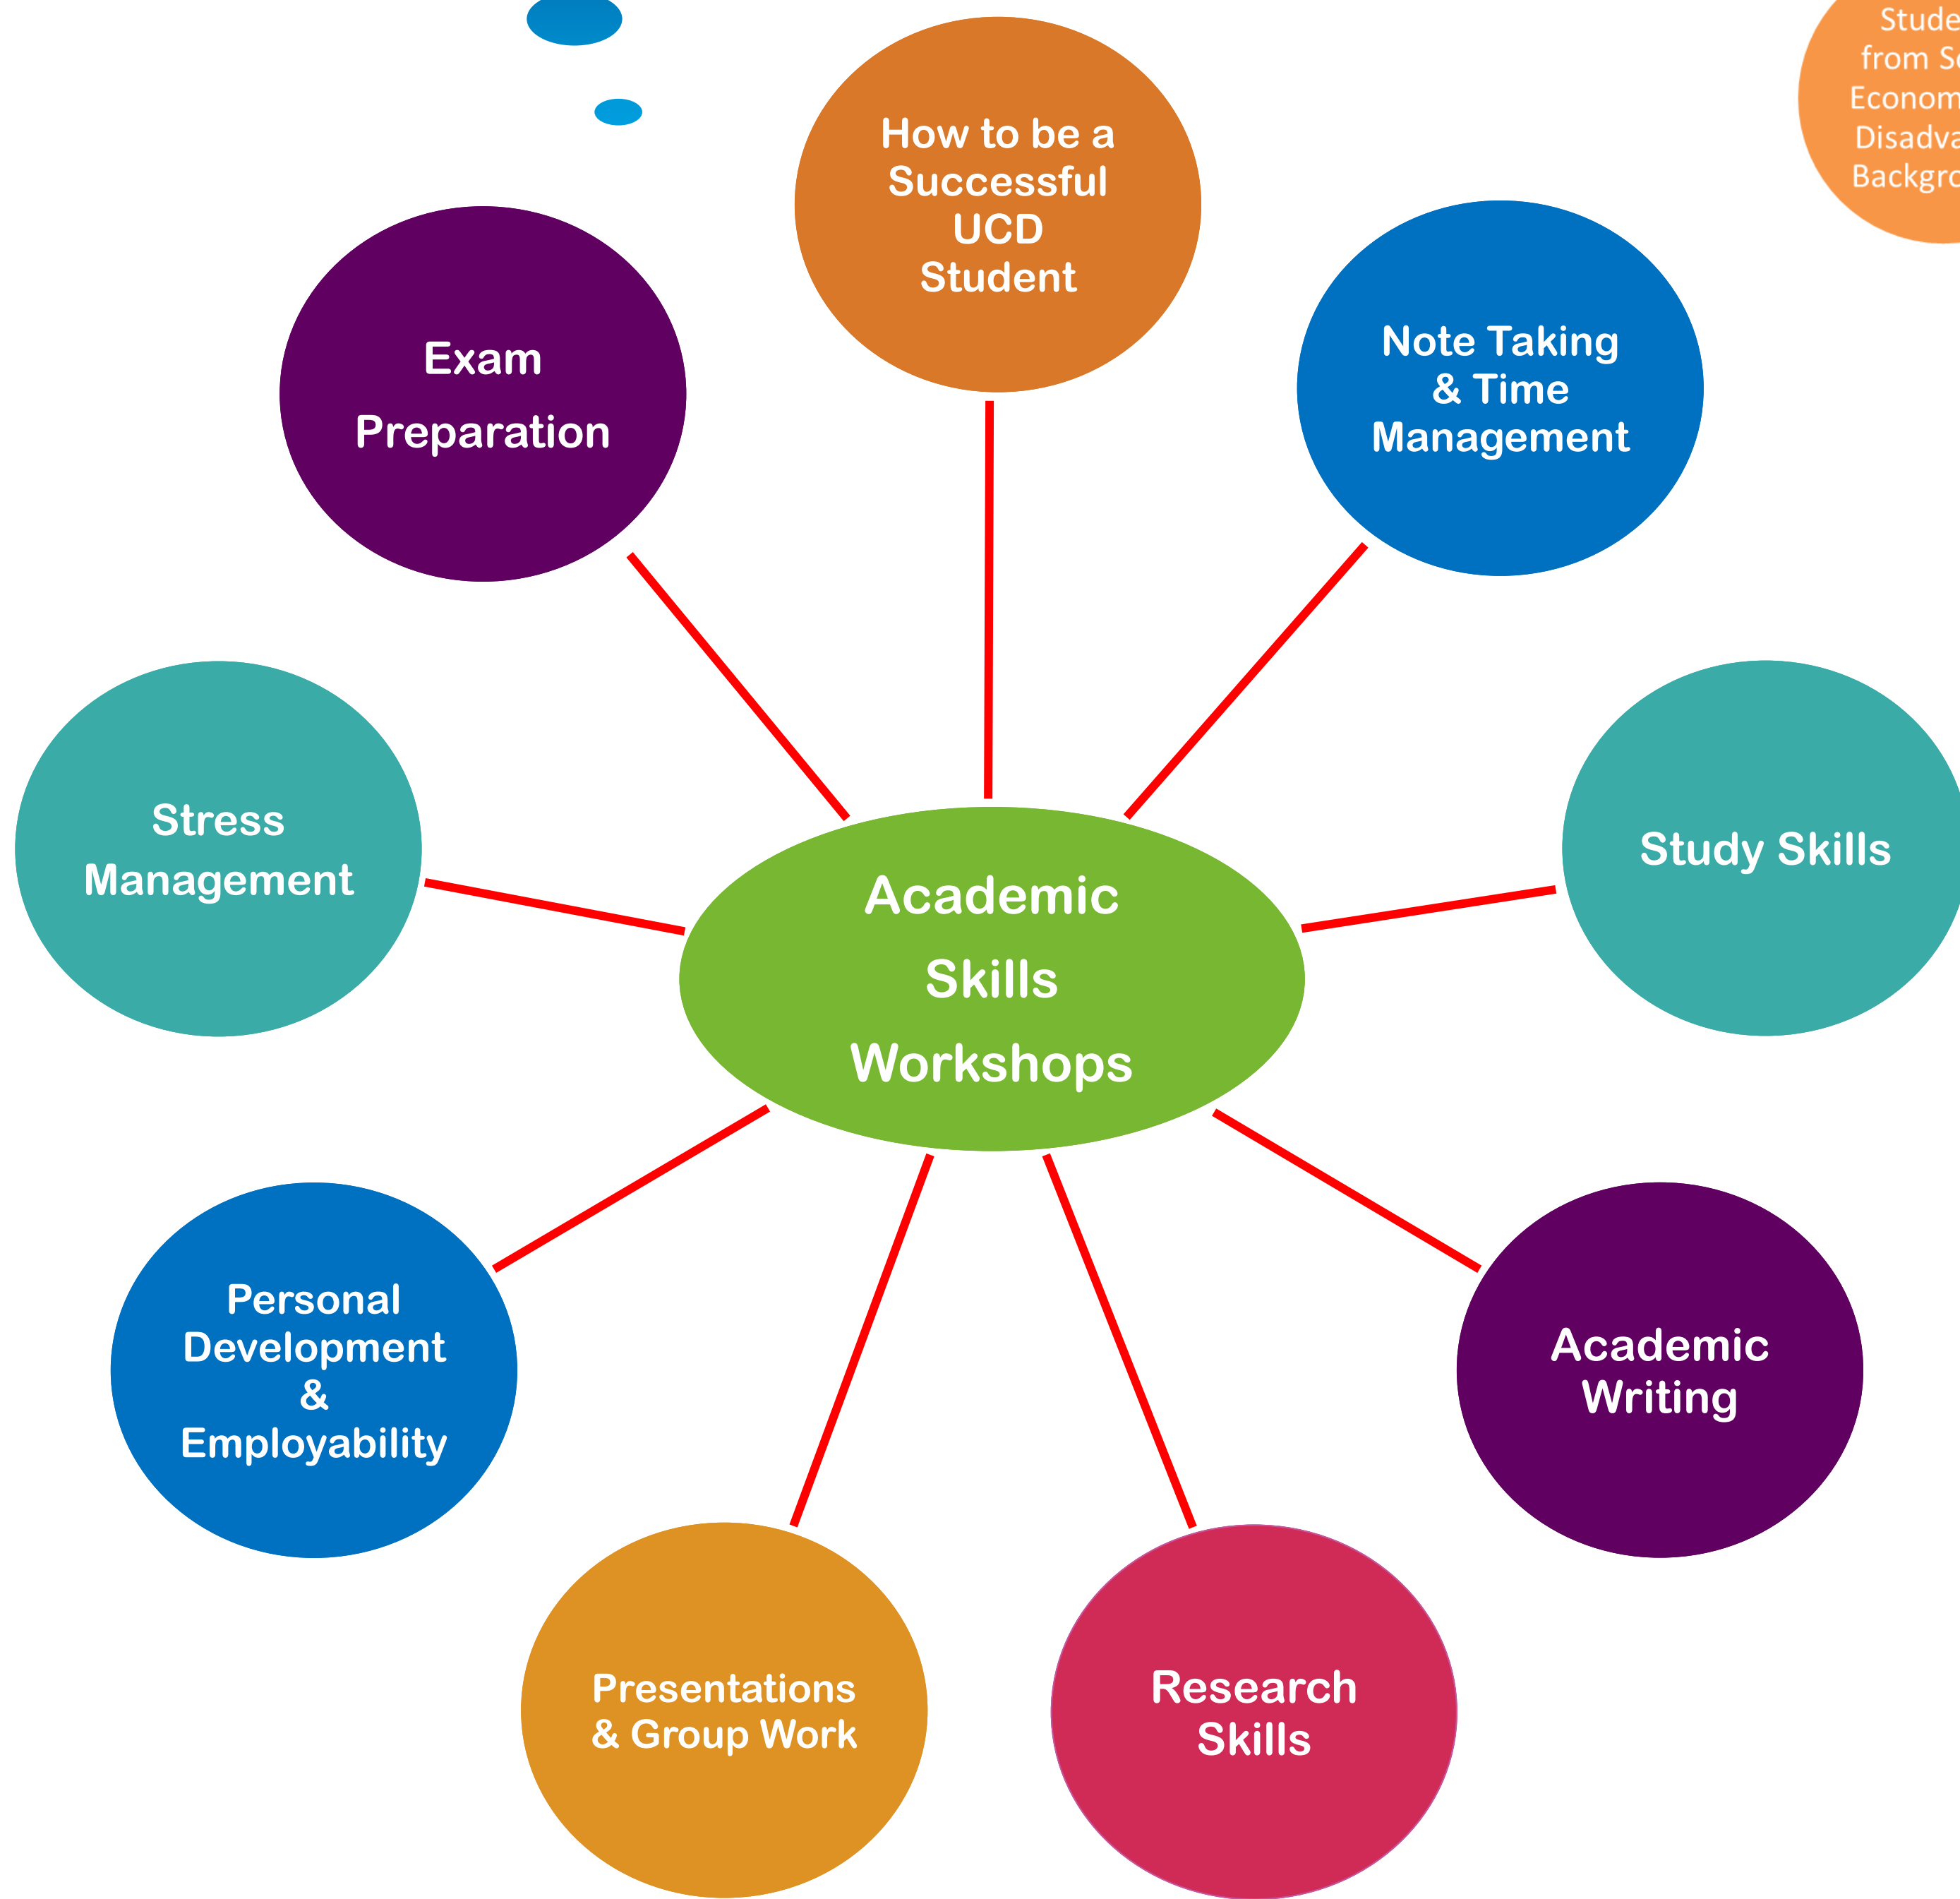 How to be a
Successful
UCD
Student
from
Exam
Preparation
Note Taking
& Time
Management
Stress
Management
Study Skills
Academic
Skills
Workshops
Personal
Development
&
Employability
Academic
Writing
Presentations
& Group Work
Research
Skills